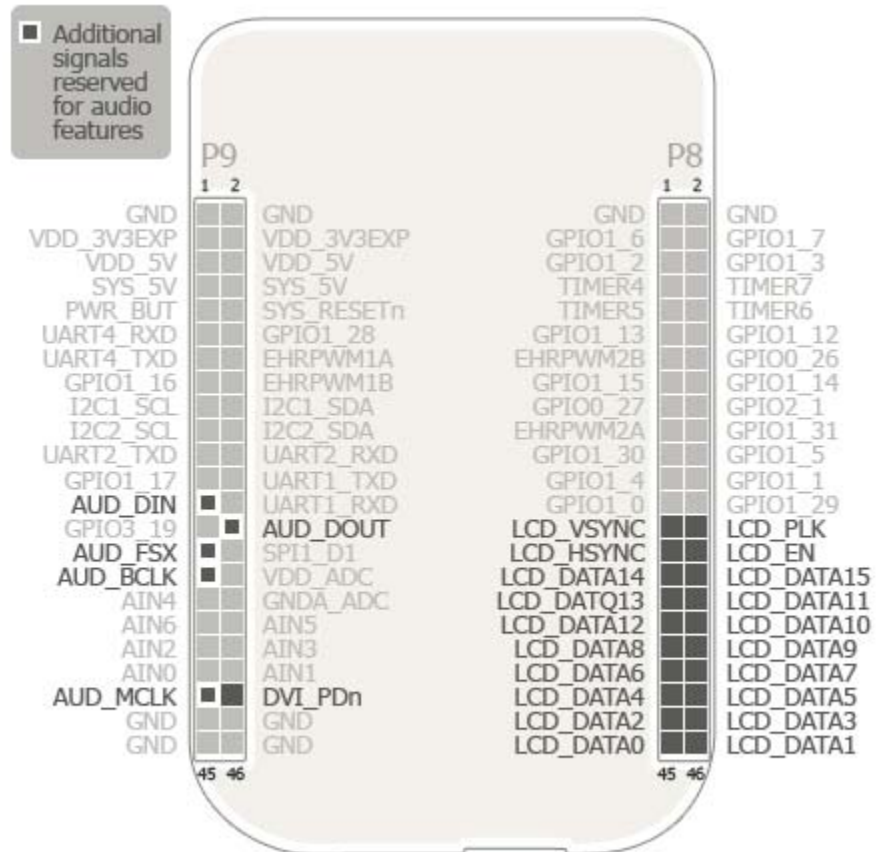 Additional
signals
reserved
for audio
features
P9 P8
1 2 1 2
GND GND GND GND
VDD_3V3EXP VDD_3V3EXP GPIO1_6 GPIO1_7
VDD_5V VDD_5V GPIO1_2 GPIO1_3
SYS_5V SYS_5V TIMER4 TIMER7
PWR_BUT SYS_RESETn TIMER5 TIMER6
UART4_RXD GPIO1_28 GPIO1_13 GPIO1_12
UART4_TXD EHRPWM1A EHRPWM2B GPIO0_26
GPIO1_16 EHRPWM1B GPIO1_15 GPIO1_14
I2C1_SCL I2C1_SDA GPIO0_27 GPIO2_1
I2C2_SCL I2C2_SDA EHRPWM2A GPIO1_31
UART2_TXD UART2_RXD GPIO1_30 GPIO1_5
GPIO1_17 UART1_TXD GPIO1_4 GPIO1_1
AUD_DIN UART1_RXD GPIO1_0 GPIO1_29
GPIO3_19 AUD_DOUT LCD_VSYNC LCD_PLK
AUD_FSX SPI1_D1 LCD_HSYNC LCD_EN
AUD_BCLK VDD_ADC LCD_DATA14 LCD_DATA15
AIN4 GNDA_ADC LCD_DATQ13 LCD_DATA11
AIN6 AIN5 LCD_DATA12 LCD_DATA10
AIN2 AIN3 LCD_DATA8 LCD_DATA9
AIN0 AIN1 LCD_DATA6 LCD_DATA7
AUD_MCLK DVI_PDn LCD_DATA4 LCD_DATA5
GND GND LCD_DATA2 LCD_DATA3
GND GND LCD_DATA0 LCD_DATA1
45 46 45 46